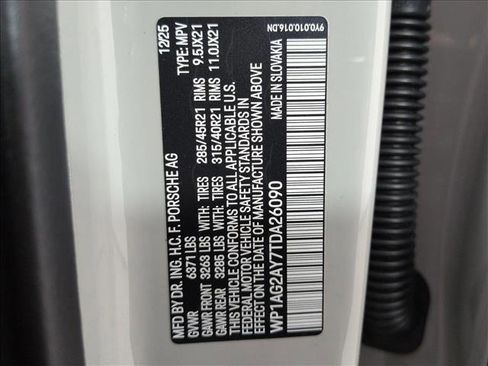 MFD BY DR. ING. H.C. F. PORSCHE AG 12/25
GVWR 6371 LBS TYPE: MPV
GAWR FRONT 3263 LBS WITH: TIRES 285/45R21 RIMS 9.5JX21
GAWR REAR 3285 LBS WITH: TIRES 315/40R21 RIMS 11.0JX21
THIS VEHICLE CONFORMS TO ALL APPLICABLE U.S.
FEDERAL MOTOR VEHICLE SAFETY STANDARDS IN
EFFECT ON THE DATE OF MANUFACTURE SHOWN ABOVE
WP1AG2AY7TDA26090 MADE IN SLOVAKIA
9Y0.010.016.DN